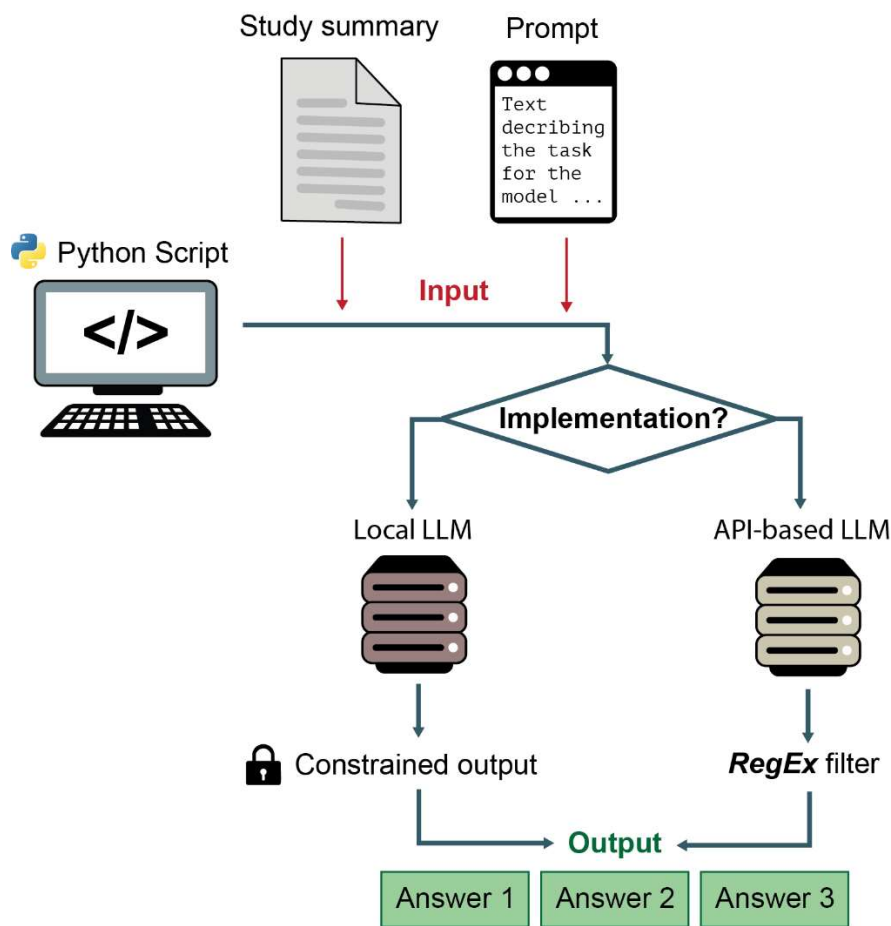 Study summary
Prompt
Text
decribing
the task
for the
model ...
Python Script
</>
Input
Implementation?
Local LLM
API-based LLM
Constrained output
RegEx filter
Output
Answer 1
Answer 2
Answer 3